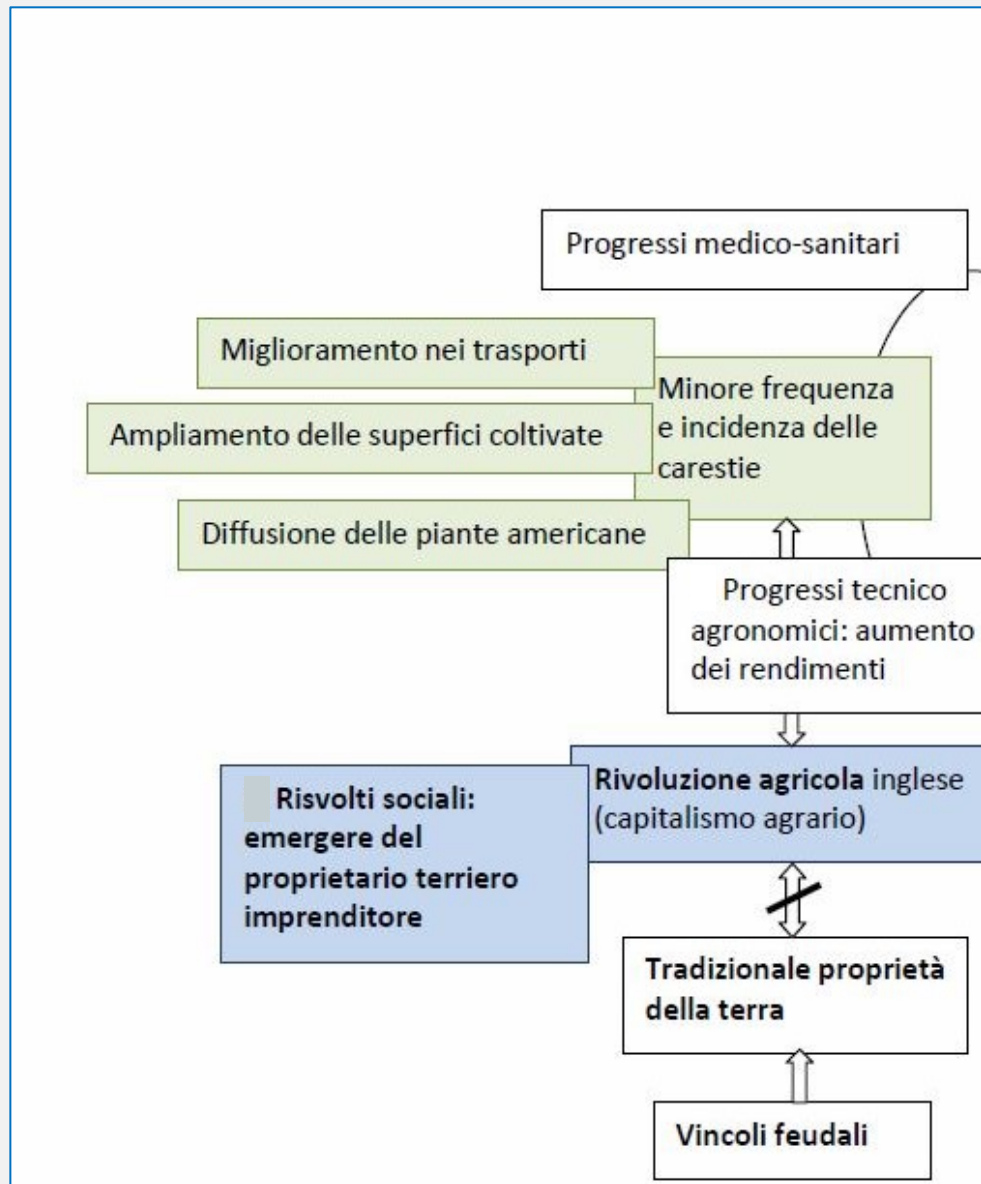 Progressi medico-sanitari
Miglioramento nei trasporti
Minore frequenza
e incidenza delle
carestie
Ampliamento delle superfici coltivate
Diffusione delle piante americane
Progressi tecnico
agronomici: aumento
dei rendimenti
Rivoluzione agricola inglese
(capitalismo agrario)
Risvolti sociali:
emergere del
proprietario terriero
imprenditore
Tradizionale proprietà
della terra
Vincoli feudali